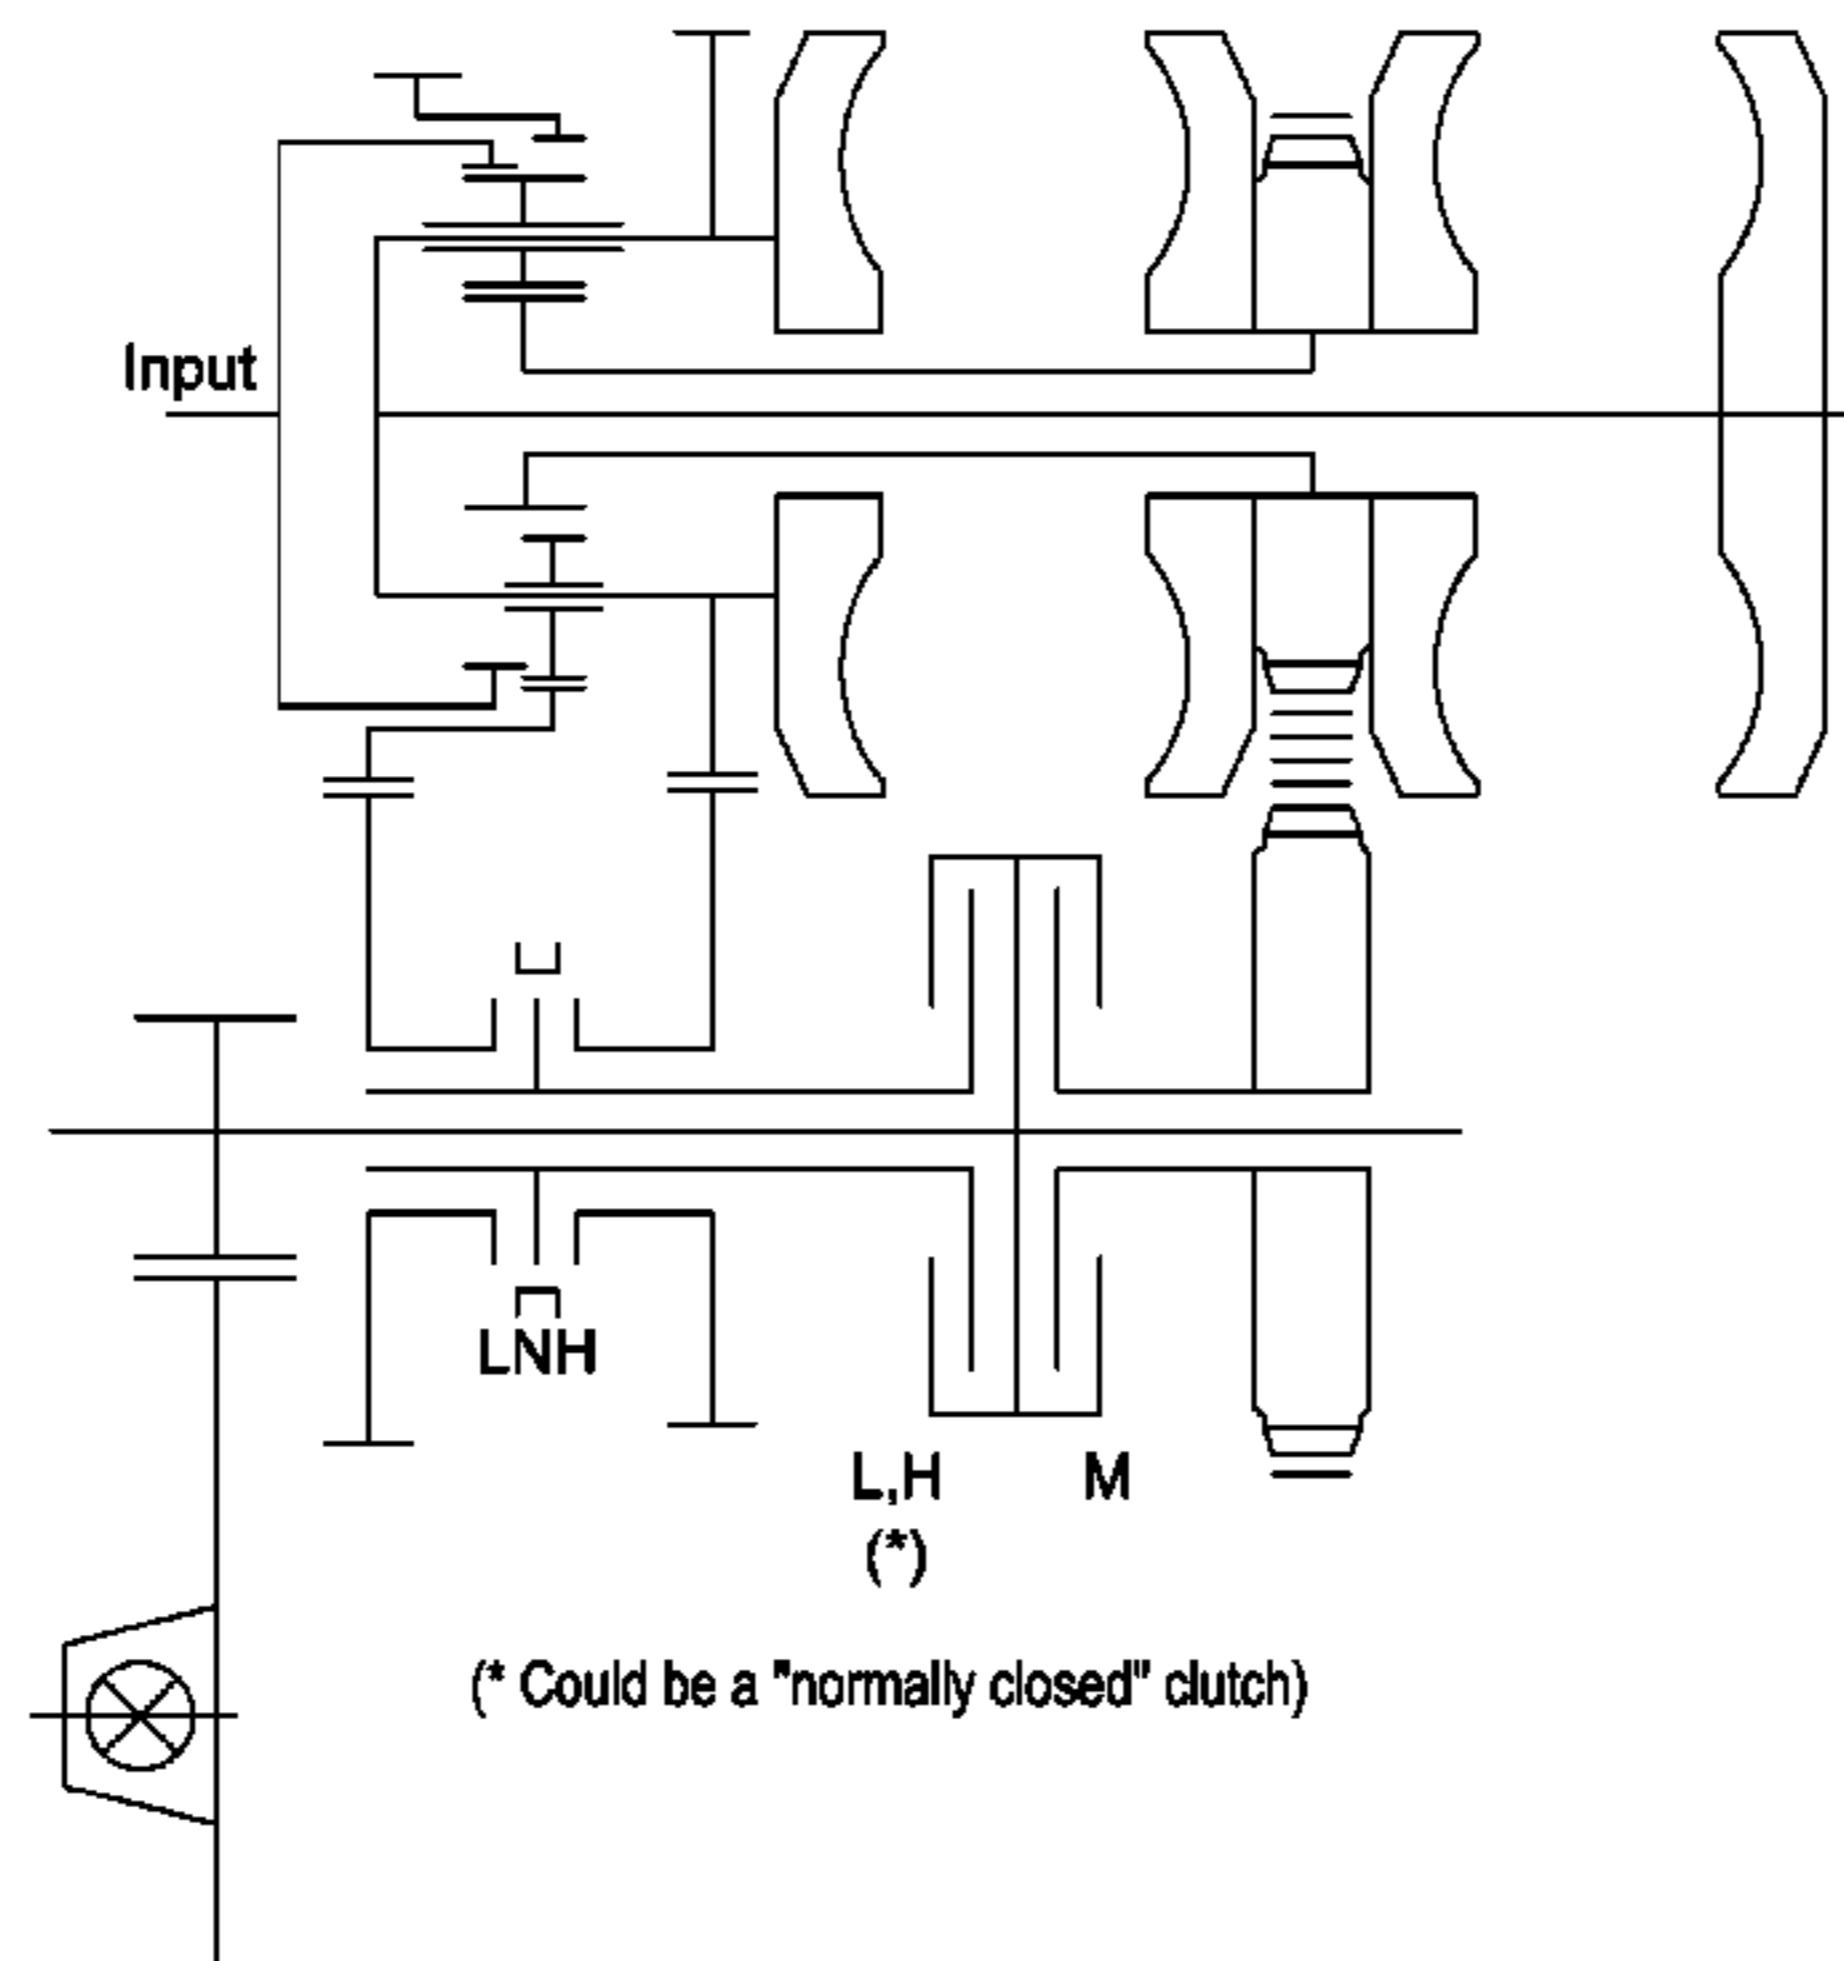 Input
LNH
L,H M
(*)
(* Could be a "normally closed" clutch)